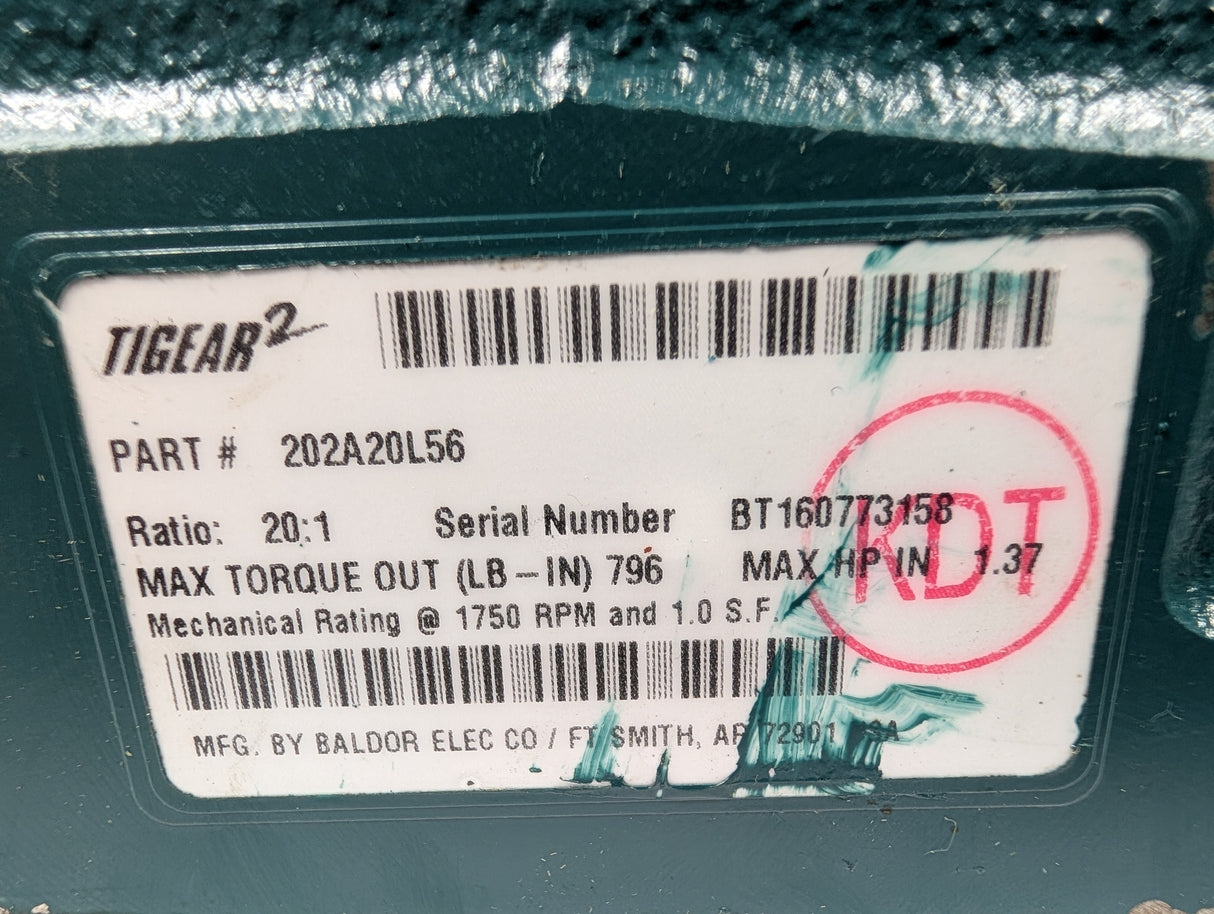 TIGEAR2
PART # 202A20L56
Ratio: 20:1 Serial Number BT160773158
MAX TORQUE OUT (LB-IN) 796 MAX HP IN 1.37
Mechanical Rating @ 1750 RPM and 1.0 S.F.
MFG. BY BALDOR ELEC CO / FT SMITH, AR 72901 USA
KDT